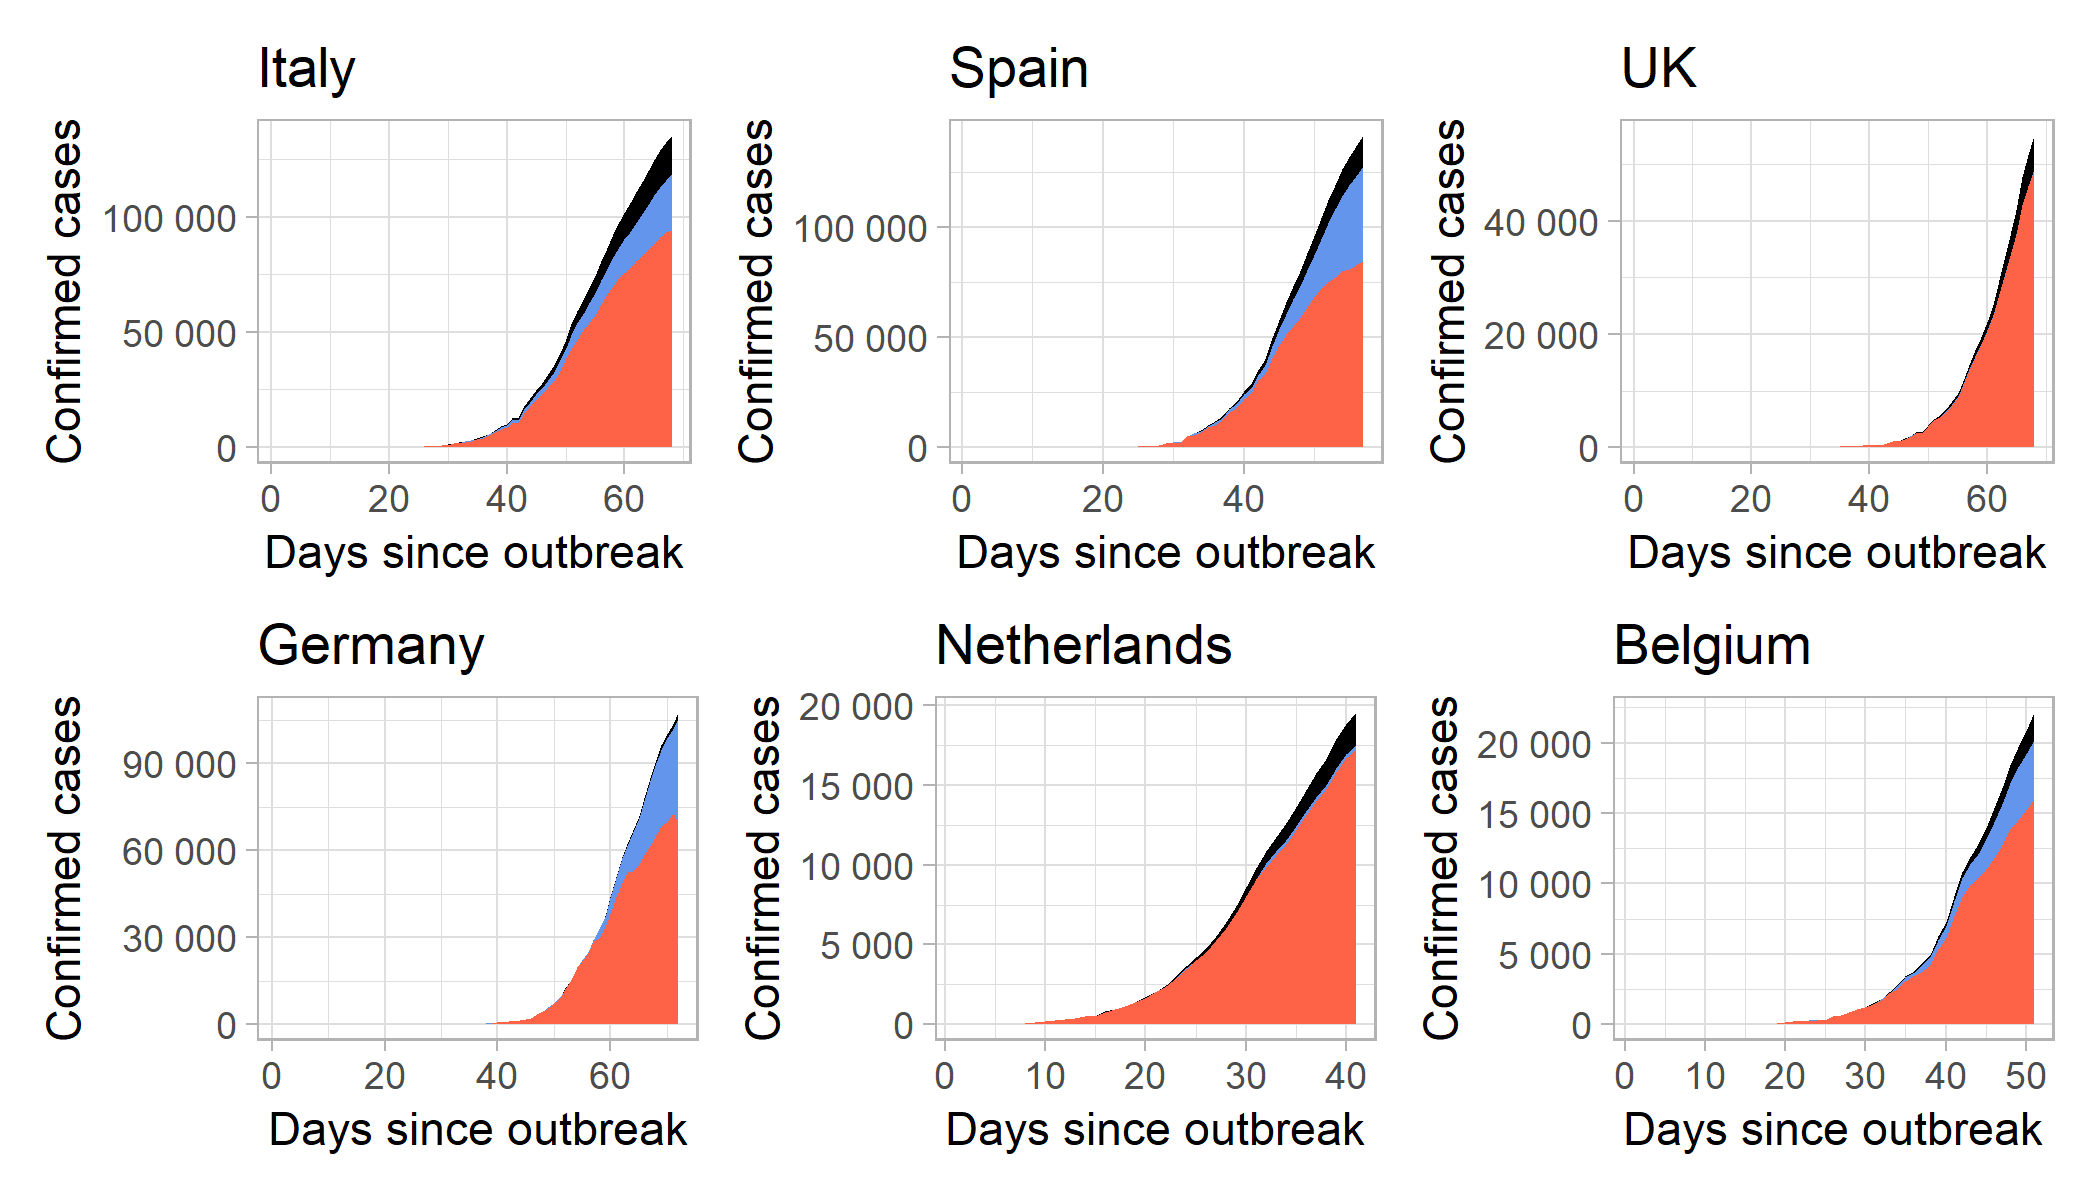 Italy
Confirmed cases
100 000
50 000
0
0 20 40 60
Days since outbreak
Spain
Confirmed cases
100 000
50 000
0
0 20 40
Days since outbreak
UK
Confirmed cases
40 000
20 000
0
0 20 40 60
Days since outbreak
Germany
Confirmed cases
90 000
60 000
30 000
0
0 20 40 60
Days since outbreak
Netherlands
Confirmed cases
20 000
15 000
10 000
5 000
0
0 10 20 30 40
Days since outbreak
Belgium
Confirmed cases
20 000
15 000
10 000
5 000
0
0 10 20 30 40 50
Days since outbreak